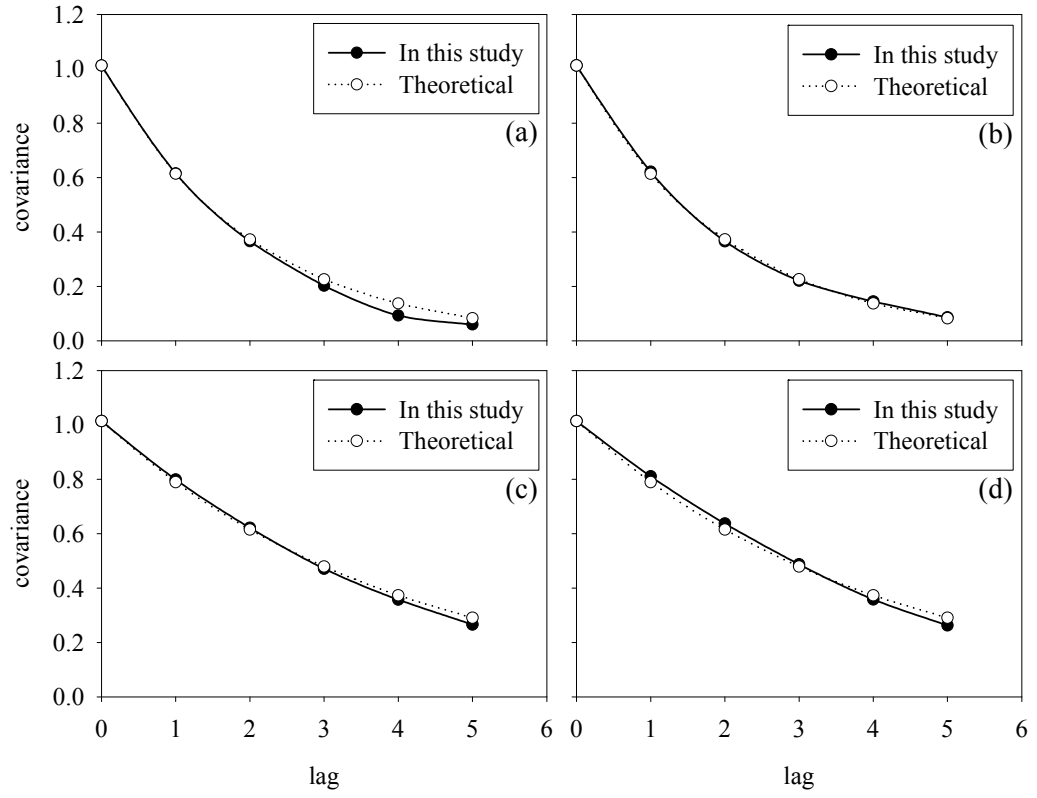 1.2
1.0
0.8
0.6
0.4
0.2
0.0
covariance
In this study
Theoretical
(a)
In this study
Theoretical
(b)
1.2
1.0
0.8
0.6
0.4
0.2
0.0
covariance
In this study
Theoretical
(c)
0 1 2 3 4 5 6
lag
In this study
Theoretical
(d)
0 1 2 3 4 5 6
lag